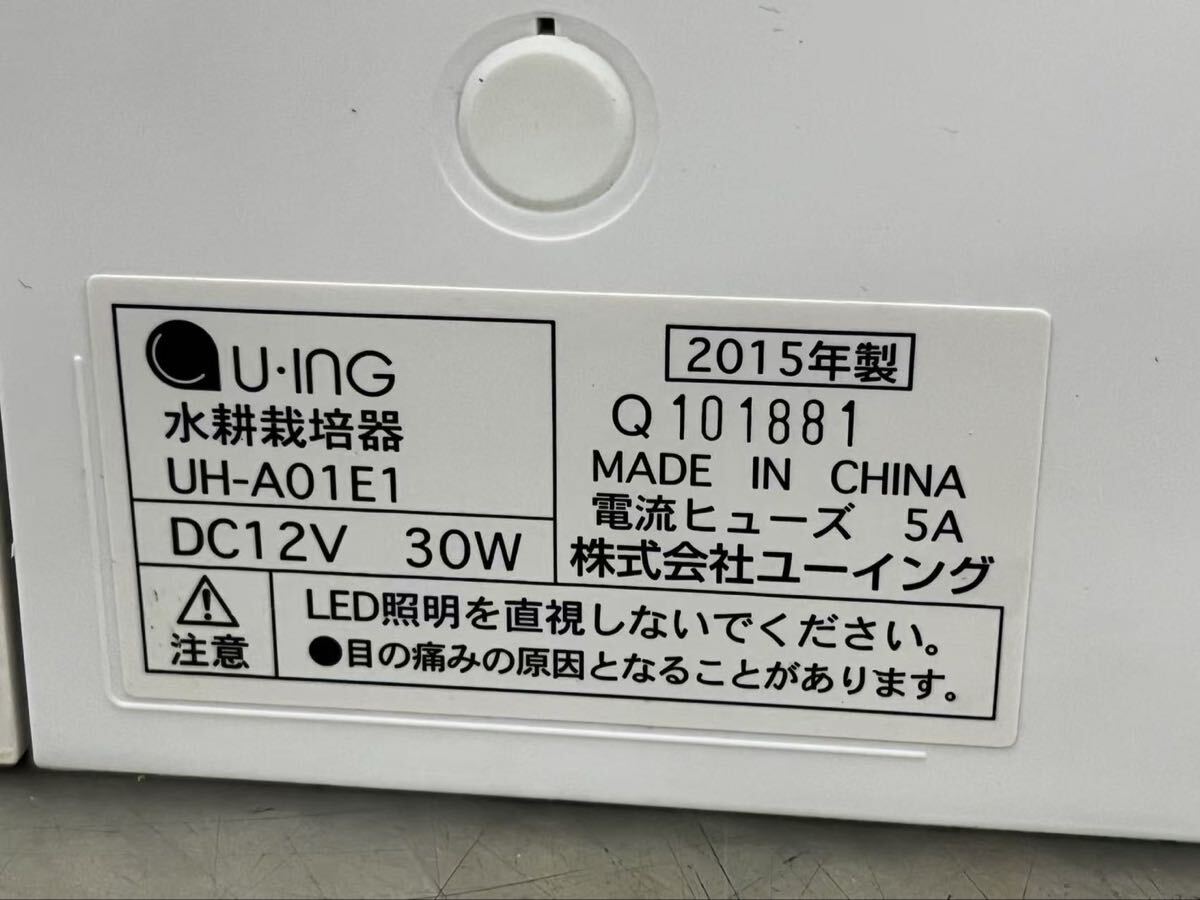 U·ING
水耕栽培器
UH-A01E1
DC12V 30W
2015年製
Q101881
MADE IN CHINA
電流ヒューズ 5A
株式会社ユーイング
注意
LED照明を直視しないでください。
●目の痛みの原因となることがあります。